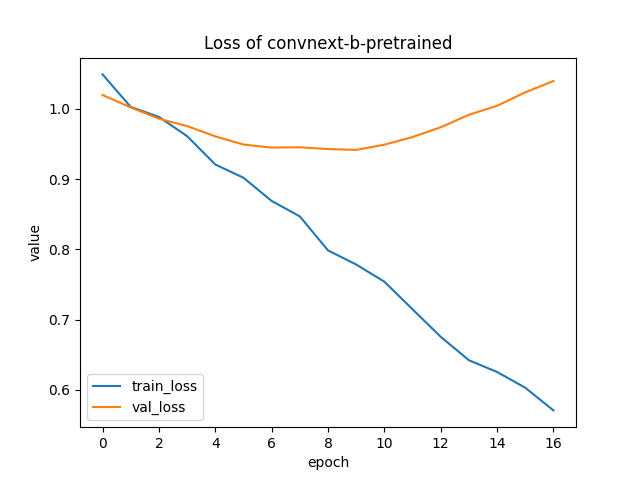 Loss of convnext-b-pretrained
value
1.0
0.9
0.8
0.7
0.6
train_loss
val_loss
0 2 4 6 8 10 12 14 16
epoch